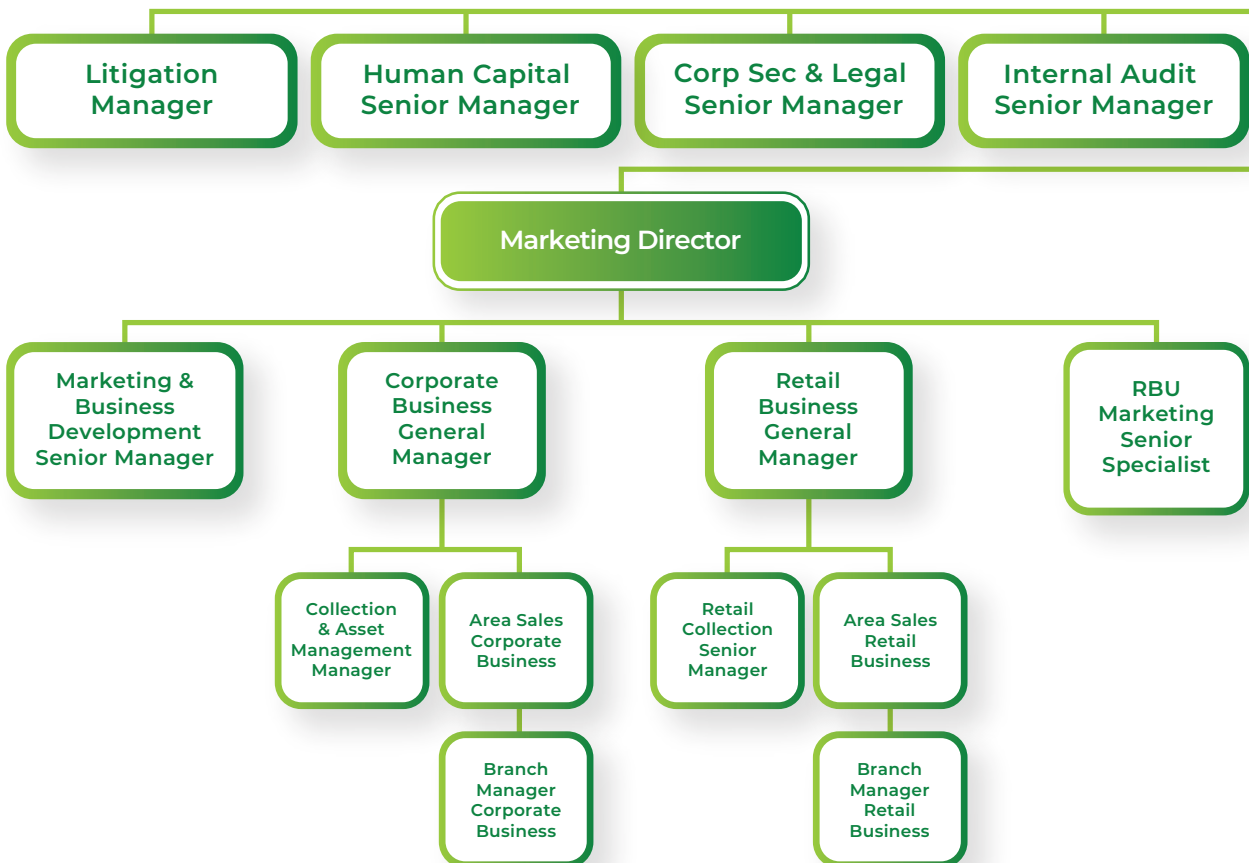 Litigation
Manager
Human Capital
Senior Manager
Corp Sec & Legal
Senior Manager
Internal Audit
Senior Manager
Marketing Director
Marketing &
Business
Development
Senior Manager
Corporate
Business
General
Manager
Retail
Business
General
Manager
RBU
Marketing
Senior
Specialist
Collection
& Asset
Management
Manager
Area Sales
Corporate
Business
Retail
Collection
Senior
Manager
Area Sales
Retail
Business
Branch
Manager
Corporate
Business
Branch
Manager
Retail
Business